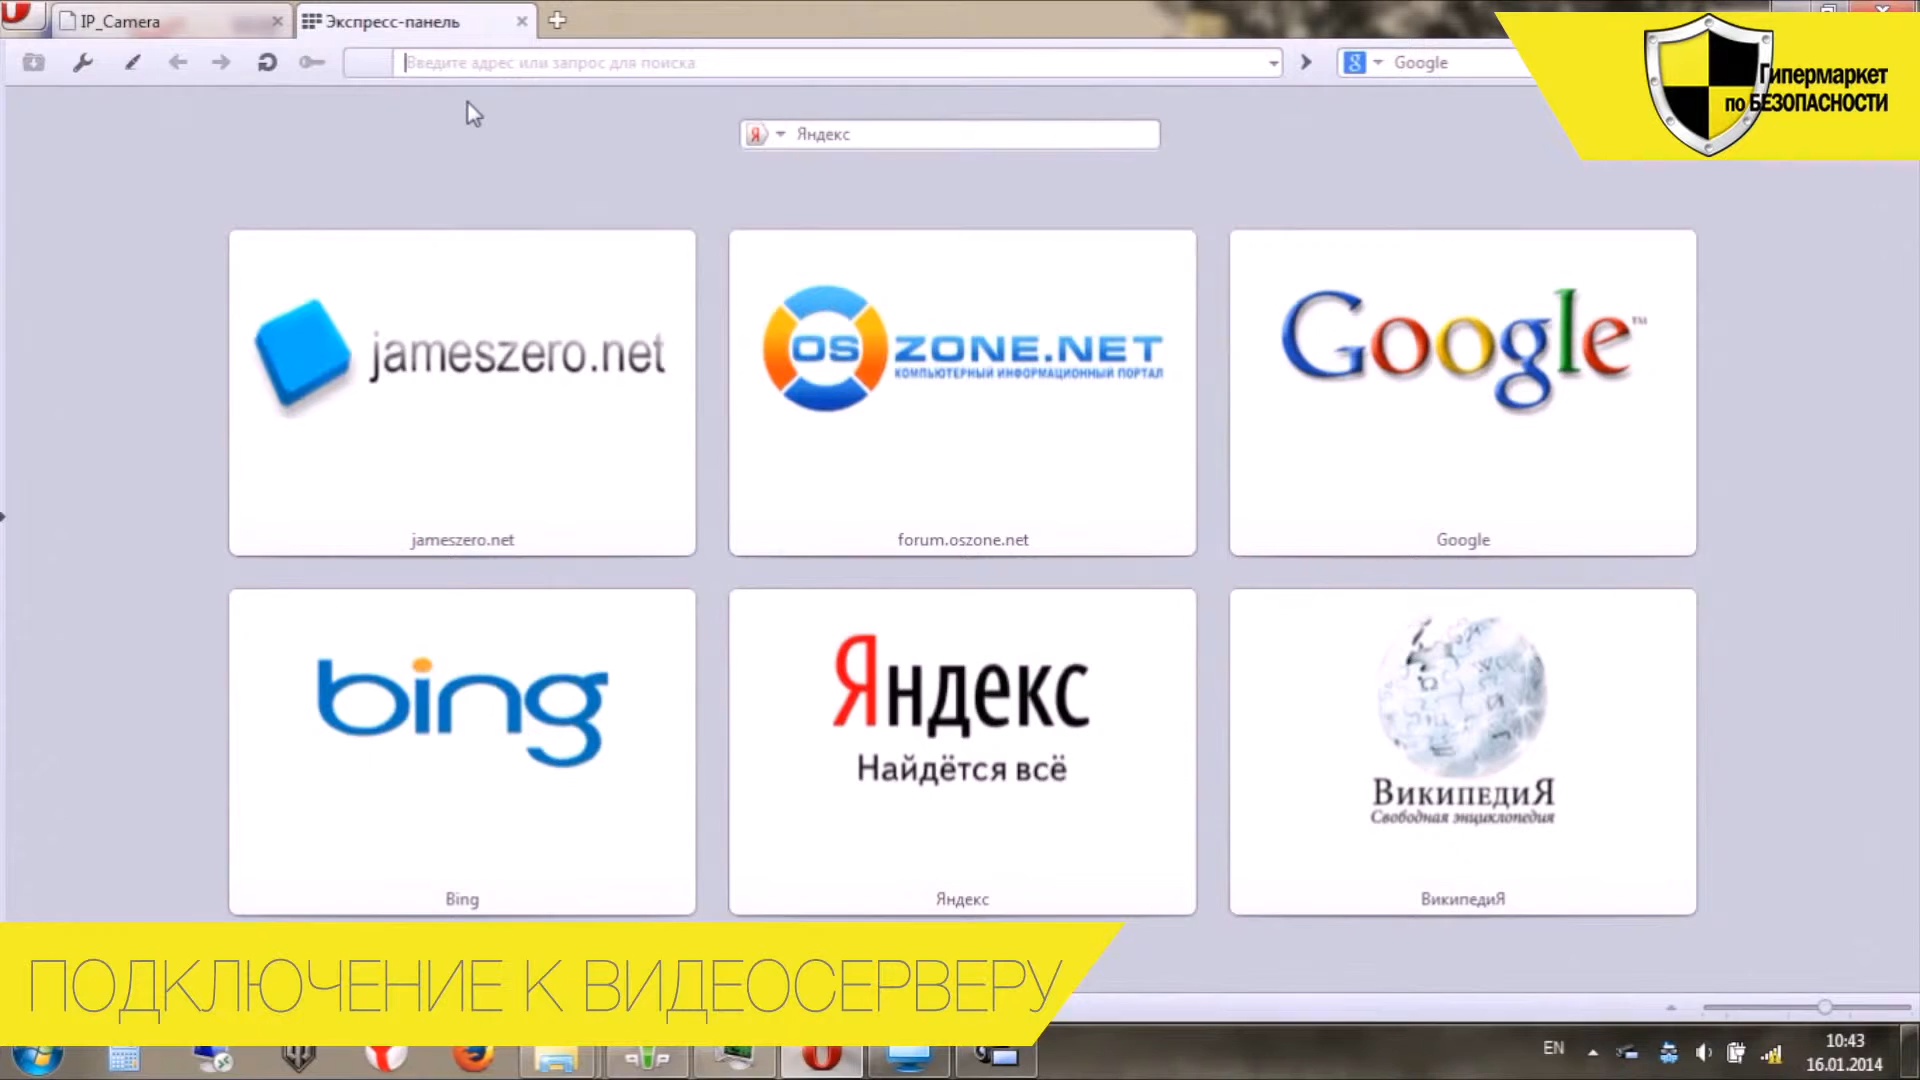 IP_Camera
Экспресс-панель
Введите адрес или запрос для поиска
Google
Гипермаркет
по БЕЗОПАСНОСТИ
Яндекс
jameszero.net
OS ZONE.NET
КОМПЬЮТЕРНЫЙ ИНФОРМАЦИОННЫЙ ПОРТАЛ
Google™
jameszero.net
forum.oszone.net
Google
bing
Яндекс
Найдётся всё
ВикипедиЯ
Свободная энциклопедия
Bing
Яндекс
ВикипедиЯ
ПОДКЛЮЧЕНИЕ К ВИДЕОСЕРВЕРУ
EN
10:43
16.01.2014